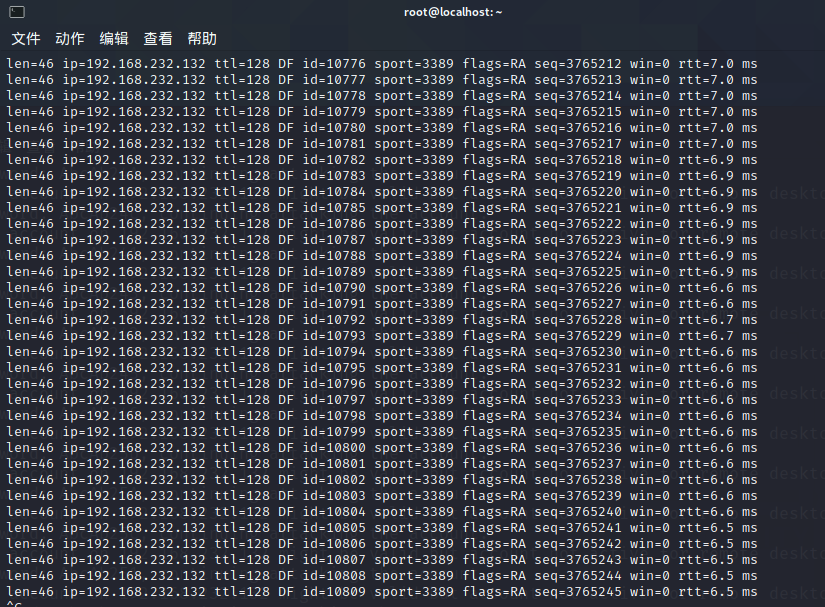 root@localhost: ~
文件 动作 编辑 查看 帮助
len=46 ip=192.168.232.132 ttl=128 DF id=10776 sport=3389 flags=RA seq=3765212 win=0 rtt=7.0 ms
len=46 ip=192.168.232.132 ttl=128 DF id=10777 sport=3389 flags=RA seq=3765213 win=0 rtt=7.0 ms
len=46 ip=192.168.232.132 ttl=128 DF id=10778 sport=3389 flags=RA seq=3765214 win=0 rtt=7.0 ms
len=46 ip=192.168.232.132 ttl=128 DF id=10779 sport=3389 flags=RA seq=3765215 win=0 rtt=7.0 ms
len=46 ip=192.168.232.132 ttl=128 DF id=10780 sport=3389 flags=RA seq=3765216 win=0 rtt=7.0 ms
len=46 ip=192.168.232.132 ttl=128 DF id=10781 sport=3389 flags=RA seq=3765217 win=0 rtt=7.0 ms
len=46 ip=192.168.232.132 ttl=128 DF id=10782 sport=3389 flags=RA seq=3765218 win=0 rtt=6.9 ms
len=46 ip=192.168.232.132 ttl=128 DF id=10783 sport=3389 flags=RA seq=3765219 win=0 rtt=6.9 ms
len=46 ip=192.168.232.132 ttl=128 DF id=10784 sport=3389 flags=RA seq=3765220 win=0 rtt=6.9 ms
len=46 ip=192.168.232.132 ttl=128 DF id=10785 sport=3389 flags=RA seq=3765221 win=0 rtt=6.9 ms
len=46 ip=192.168.232.132 ttl=128 DF id=10786 sport=3389 flags=RA seq=3765222 win=0 rtt=6.9 ms
len=46 ip=192.168.232.132 ttl=128 DF id=10787 sport=3389 flags=RA seq=3765223 win=0 rtt=6.9 ms
len=46 ip=192.168.232.132 ttl=128 DF id=10788 sport=3389 flags=RA seq=3765224 win=0 rtt=6.9 ms
len=46 ip=192.168.232.132 ttl=128 DF id=10789 sport=3389 flags=RA seq=3765225 win=0 rtt=6.9 ms
len=46 ip=192.168.232.132 ttl=128 DF id=10790 sport=3389 flags=RA seq=3765226 win=0 rtt=6.6 ms
len=46 ip=192.168.232.132 ttl=128 DF id=10791 sport=3389 flags=RA seq=3765227 win=0 rtt=6.6 ms
len=46 ip=192.168.232.132 ttl=128 DF id=10792 sport=3389 flags=RA seq=3765228 win=0 rtt=6.7 ms
len=46 ip=192.168.232.132 ttl=128 DF id=10793 sport=3389 flags=RA seq=3765229 win=0 rtt=6.7 ms
len=46 ip=192.168.232.132 ttl=128 DF id=10794 sport=3389 flags=RA seq=3765230 win=0 rtt=6.6 ms
len=46 ip=192.168.232.132 ttl=128 DF id=10795 sport=3389 flags=RA seq=3765231 win=0 rtt=6.6 ms
len=46 ip=192.168.232.132 ttl=128 DF id=10796 sport=3389 flags=RA seq=3765232 win=0 rtt=6.6 ms
len=46 ip=192.168.232.132 ttl=128 DF id=10797 sport=3389 flags=RA seq=3765233 win=0 rtt=6.6 ms
len=46 ip=192.168.232.132 ttl=128 DF id=10798 sport=3389 flags=RA seq=3765234 win=0 rtt=6.6 ms
len=46 ip=192.168.232.132 ttl=128 DF id=10799 sport=3389 flags=RA seq=3765235 win=0 rtt=6.6 ms
len=46 ip=192.168.232.132 ttl=128 DF id=10800 sport=3389 flags=RA seq=3765236 win=0 rtt=6.6 ms
len=46 ip=192.168.232.132 ttl=128 DF id=10801 sport=3389 flags=RA seq=3765237 win=0 rtt=6.6 ms
len=46 ip=192.168.232.132 ttl=128 DF id=10802 sport=3389 flags=RA seq=3765238 win=0 rtt=6.6 ms
len=46 ip=192.168.232.132 ttl=128 DF id=10803 sport=3389 flags=RA seq=3765239 win=0 rtt=6.6 ms
len=46 ip=192.168.232.132 ttl=128 DF id=10804 sport=3389 flags=RA seq=3765240 win=0 rtt=6.6 ms
len=46 ip=192.168.232.132 ttl=128 DF id=10805 sport=3389 flags=RA seq=3765241 win=0 rtt=6.5 ms
len=46 ip=192.168.232.132 ttl=128 DF id=10806 sport=3389 flags=RA seq=3765242 win=0 rtt=6.5 ms
len=46 ip=192.168.232.132 ttl=128 DF id=10807 sport=3389 flags=RA seq=3765243 win=0 rtt=6.5 ms
len=46 ip=192.168.232.132 ttl=128 DF id=10808 sport=3389 flags=RA seq=3765244 win=0 rtt=6.5 ms
len=46 ip=192.168.232.132 ttl=128 DF id=10809 sport=3389 flags=RA seq=3765245 win=0 rtt=6.5 ms